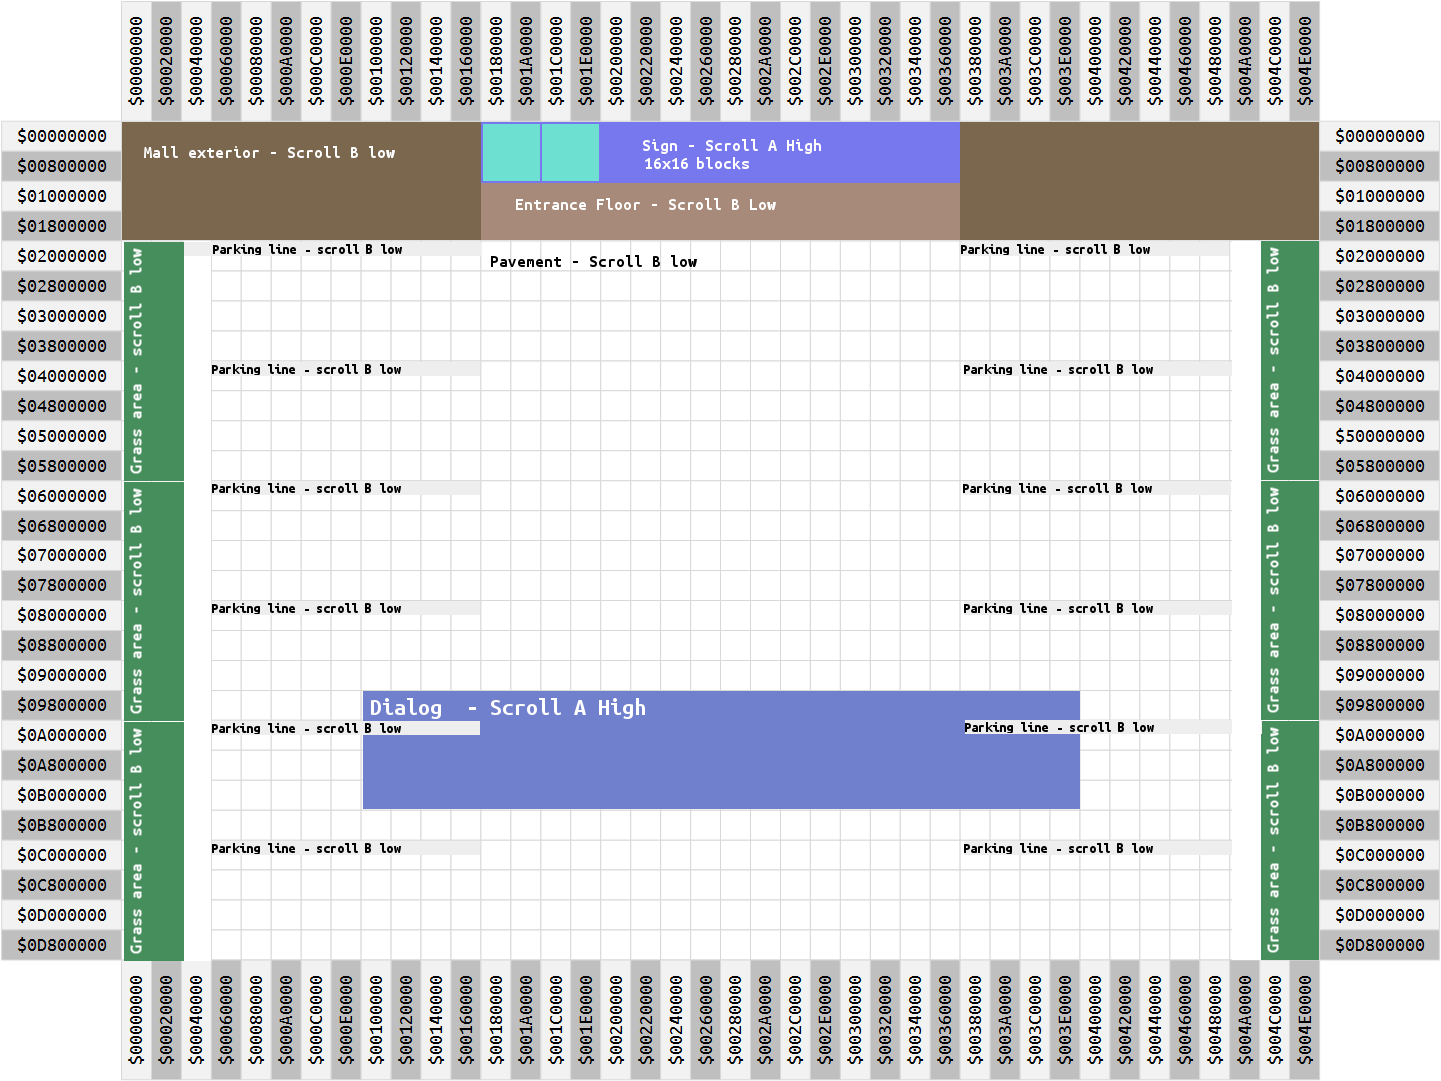 $00000000 $00020000 $00040000 $00060000 $00080000 $000A0000 $000C0000 $000E0000 $00100000 $00120000 $00140000 $00160000 $00180000 $001A0000 $001C0000 $001E0000 $00200000 $00220000 $00240000 $00260000 $00280000 $002A0000 $002C0000 $002E0000 $00300000 $00320000 $00340000 $00360000 $00380000 $003A0000 $003C0000 $003E0000 $00400000 $00420000 $00440000 $00460000 $00480000 $004A0000 $004C0000 $004E0000
$00000000 $00000000
Mall exterior - Scroll B low
Sign - Scroll A High
16x16 blocks
$00800000 $00800000
$01000000 $01000000
Entrance Floor - Scroll B Low
$01800000 $01800000
Parking line - scroll B low Parking line - scroll B low
$02000000 Pavement - Scroll B low $02000000
Grass area - scroll B low Grass area - scroll B low
$02800000 $02800000
$03000000 $03000000
$03800000 $03800000
$04000000 Parking line - scroll B low Parking line - scroll B low $04000000
$04800000 $04800000
$05000000 $50000000
$05800000 $05800000
$06000000 Parking line - scroll B low Parking line - scroll B low $06000000
Grass area - scroll B low Grass area - scroll B low
$06800000 $06800000
$07000000 $07000000
$07800000 $07800000
$08000000 Parking line - scroll B low Parking line - scroll B low $08000000
$08800000 $08800000
$09000000 $09000000
$09800000 Dialog  - Scroll A High $09800000
$0A000000 Parking line - scroll B low Parking line - scroll B low $0A000000
Grass area - scroll B low Grass area - scroll B low
$0A800000 $0A800000
$0B000000 $0B000000
$0B800000 $0B800000
$0C000000 Parking line - scroll B low Parking line - scroll B low $0C000000
$0C800000 $0C800000
$0D000000 $0D000000
$0D800000 $0D800000
$00000000 $00020000 $00040000 $00060000 $00080000 $000A0000 $000C0000 $000E0000 $00100000 $00120000 $00140000 $00160000 $00180000 $001A0000 $001C0000 $001E0000 $00200000 $00220000 $00240000 $00260000 $00280000 $002A0000 $002C0000 $002E0000 $00300000 $00320000 $00340000 $00360000 $00380000 $003A0000 $003C0000 $003E0000 $00400000 $00420000 $00440000 $00460000 $00480000 $004A0000 $004C0000 $004E0000